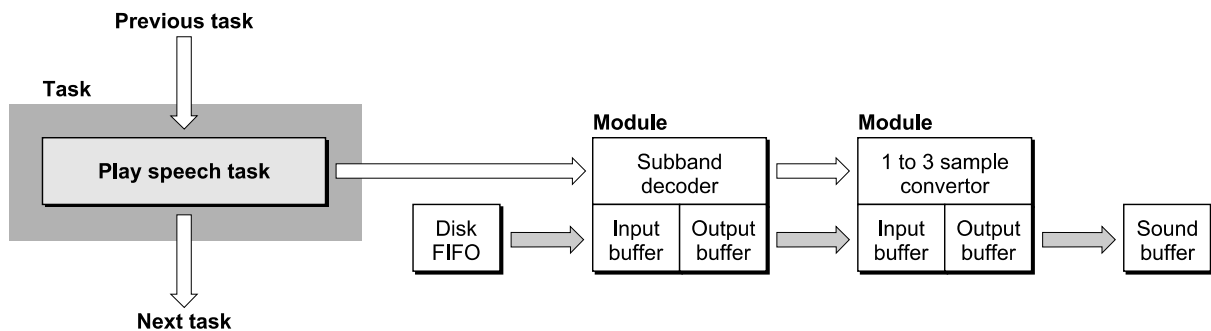 Previous task
Task
Play speech task
Next task
Module
Subband
decoder
Input
buffer
Output
buffer
Disk
FIFO
Module
1 to 3 sample
convertor
Input
buffer
Output
buffer
Sound
buffer